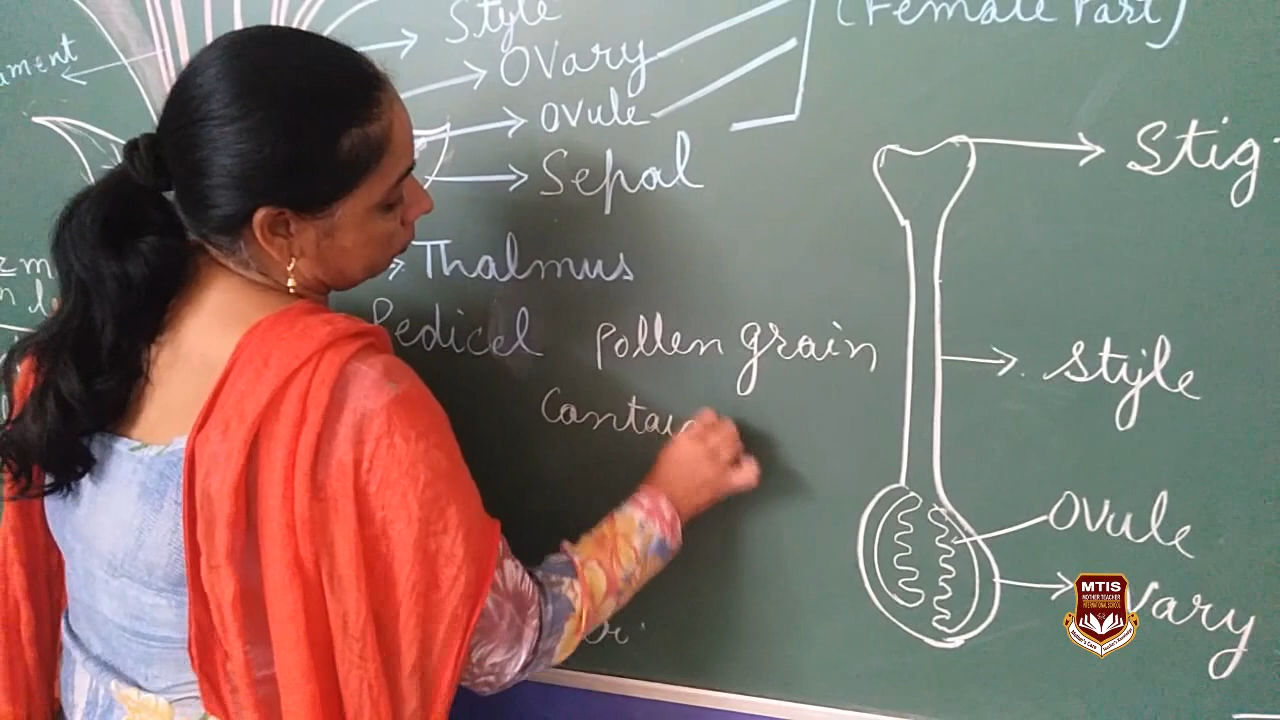 Style
(Female Part)
ament
Ovary
Ovule
Sepal
Stig
Thalmus
Pedicel
Pollen grain
Style
Contai
Ovule
vary
MTIS
MOTHER TEACHER
INTERNATIONAL SCHOOL